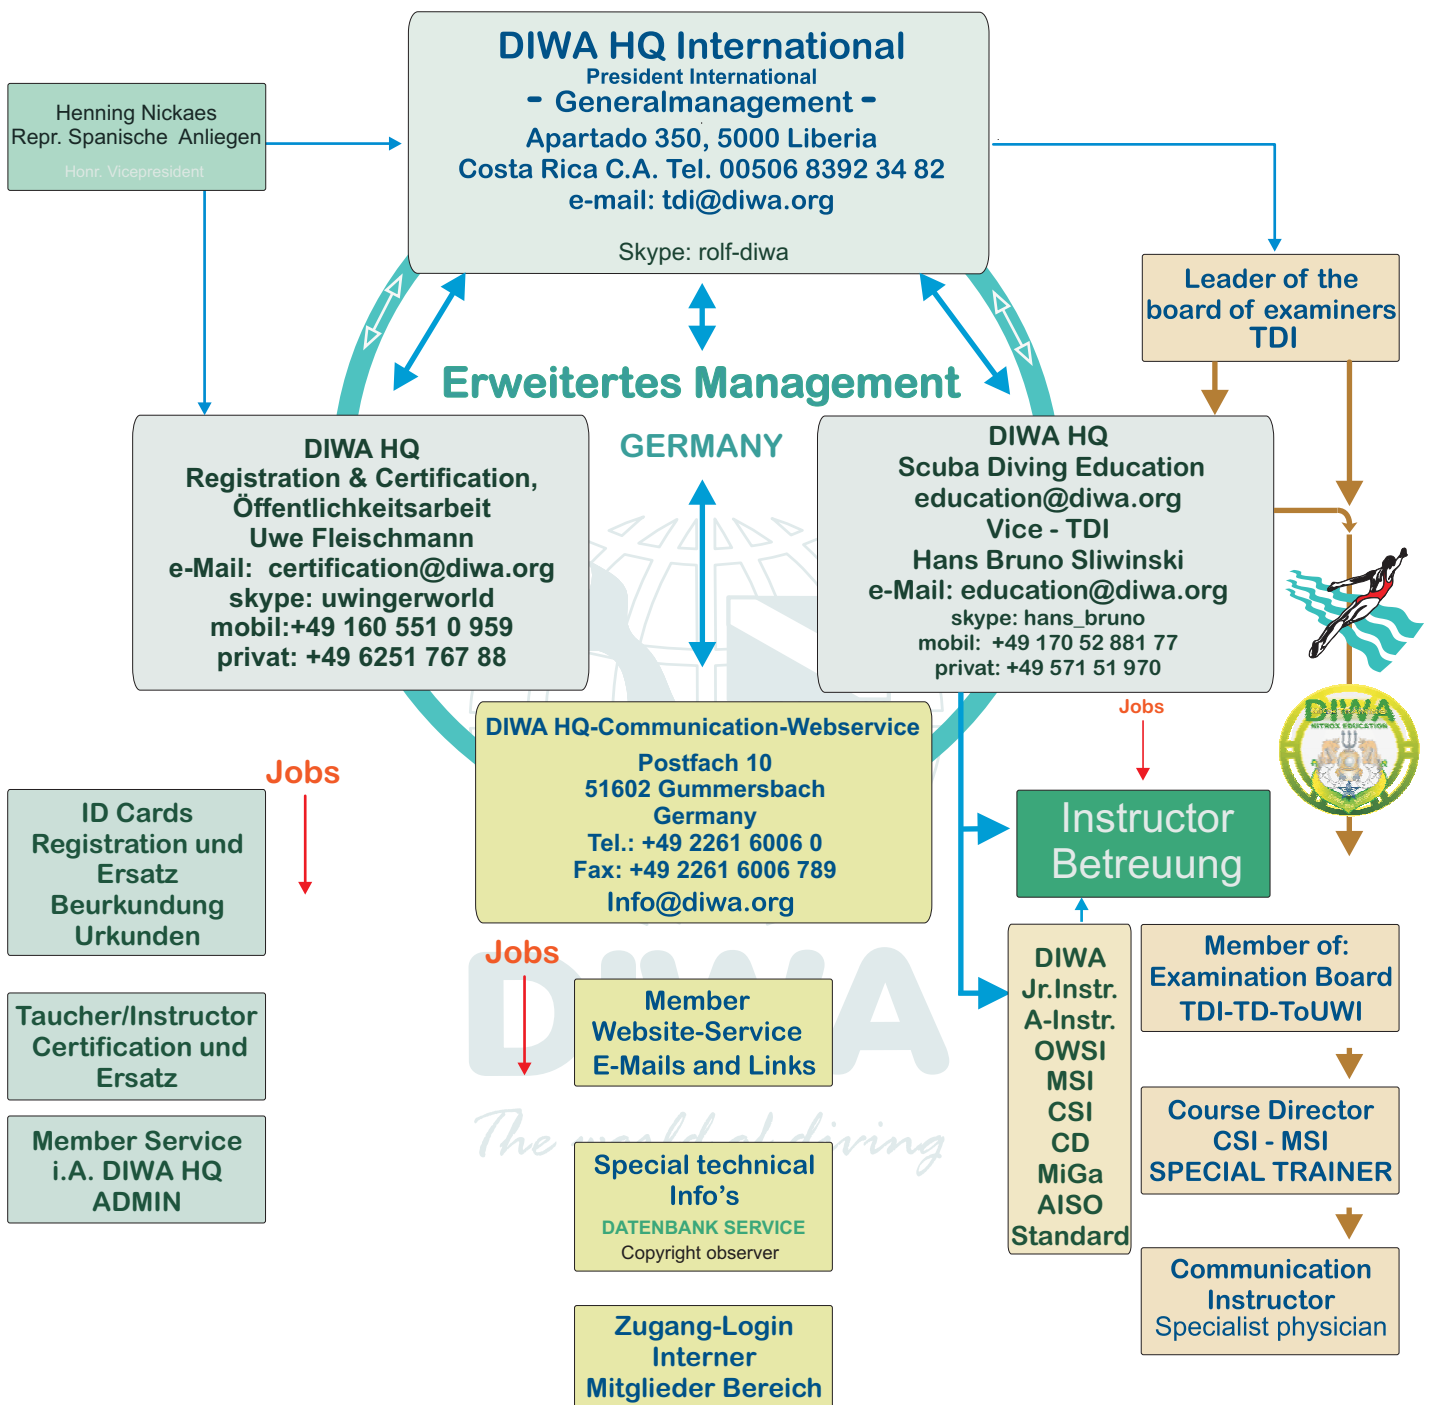 DIWA HQ International
President International
- Generalmanagement -
Apartado 350, 5000 Liberia
Costa Rica C.A. Tel. 00506 8392 34 82
e-mail: tdi@diwa.org
Skype: rolf-diwa
Henning Nickaes
Repr. Spanische Anliegen
Honr. Vicepresident
Leader of the
board of examiners
TDI
Erweitertes Management
GERMANY
DIWA HQ
Registration & Certification,
Öffentlichkeitsarbeit
Uwe Fleischmann
e-Mail: certification@diwa.org
skype: uwingerworld
mobil:+49 160 551 0 959
privat: +49 6251 767 88
DIWA HQ
Scuba Diving Education
education@diwa.org
Vice - TDI
Hans Bruno Sliwinski
e-Mail: education@diwa.org
skype: hans_bruno
mobil: +49 170 52 881 77
privat: +49 571 51 970
DIWA HQ-Communication-Webservice
Postfach 10
51602 Gummersbach
Germany
Tel.: +49 2261 6006 0
Fax: +49 2261 6006 789
Info@diwa.org
Jobs
ID Cards
Registration und
Ersatz
Beurkundung
Urkunden
Taucher/Instructor
Certification und
Ersatz
Member Service
i.A. DIWA HQ
ADMIN
Jobs
Member
Website-Service
E-Mails and Links
Special technical
Info's
DATENBANK SERVICE
Copyright observer
Zugang-Login
Interner
Mitglieder Bereich
DIWA
The world of diving
Jobs
Instructor
Betreuung
DIWA
Jr.Instr.
A-Instr.
OWSI
MSI
CSI
CD
MiGa
AISO
Standard
DIWA
NITROX EDUCATION
Member of:
Examination Board
TDI-TD-ToUWI
Course Director
CSI - MSI
SPECIAL TRAINER
Communication
Instructor
Specialist physician